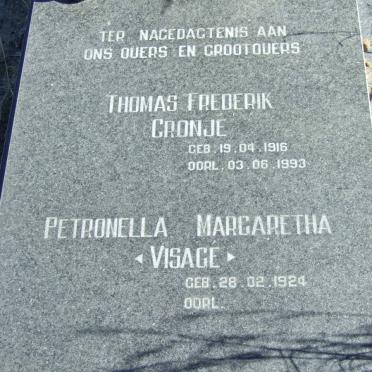 TER NAGEDAGTENIS AAN
ONS OUERS EN GROOTOUERS
THOMAS FREDERIK
CRONJE
GEB. 19.04.1916
OORL. 03.06.1993
PETRONELLA MARGARETHA
‹VISAGE›
GEB. 28.02.1924
OORL.